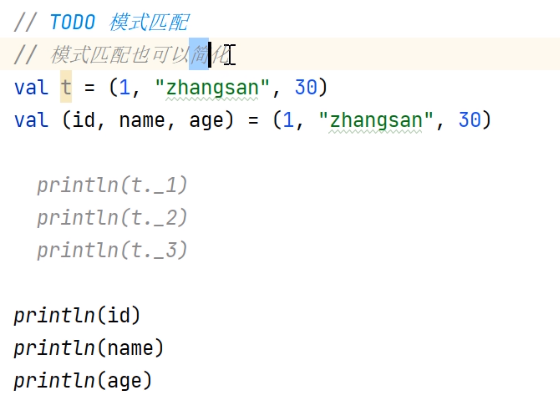 // TODO 模式匹配
// 模式匹配也可以简化
val t = (1, "zhangsan", 30)
val (id, name, age) = (1, "zhangsan", 30)
println(t._1)
println(t._2)
println(t._3)
println(id)
println(name)
println(age)